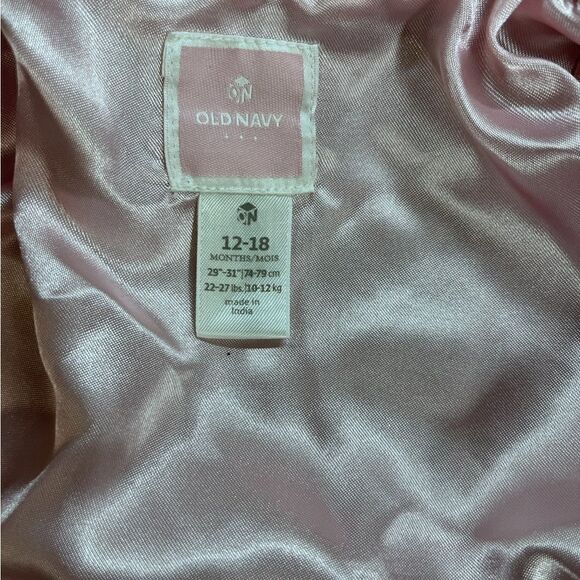 ON
OLD NAVY
ON
12-18
MONTHS/MOIS
29"-31"|74-79 cm
22-27 lbs.|10-12 kg
made in
India